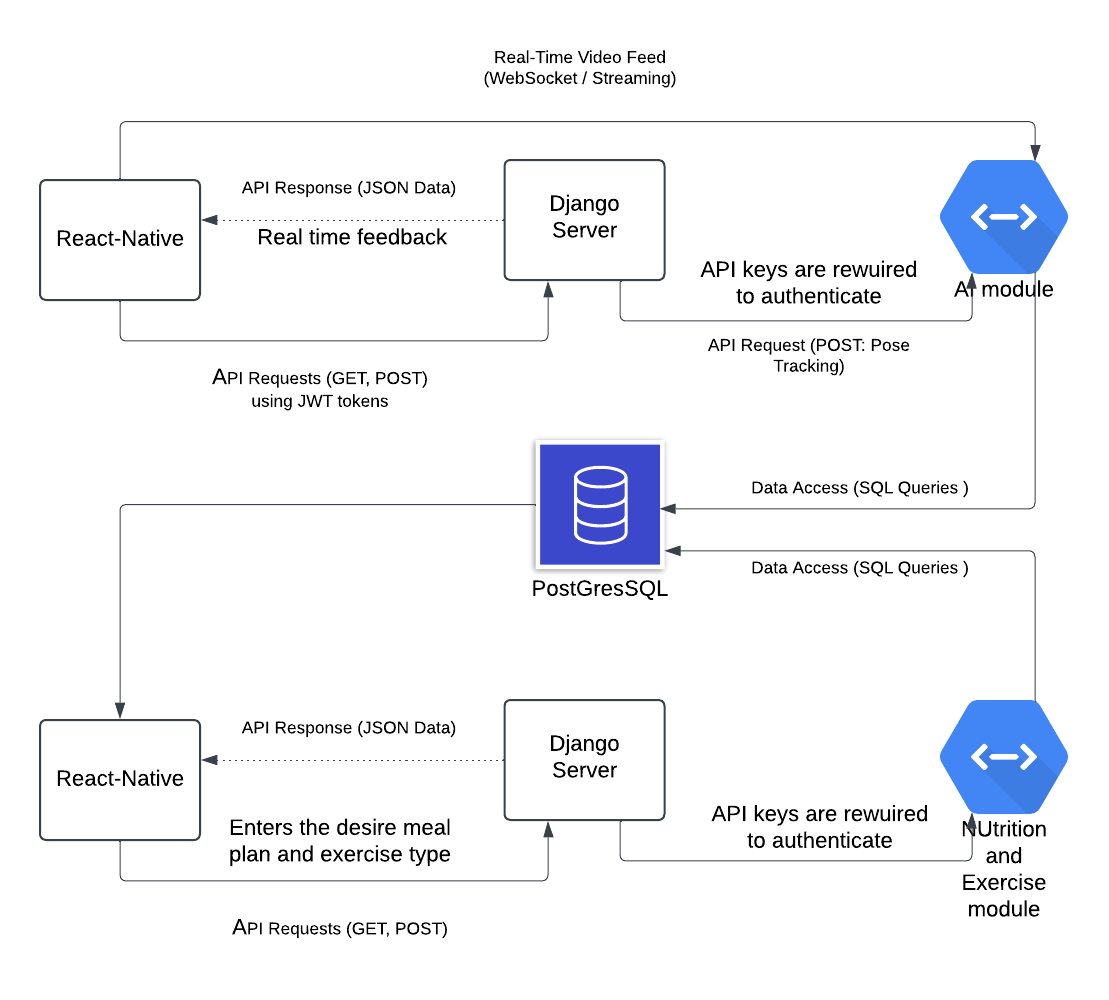 Real-Time Video Feed
(WebSocket / Streaming)
API Response (JSON Data)
React-Native
Real time feedback
Django
Server
API keys are rewuired
to authenticate
AI module
API Request (POST: Pose
Tracking)
API Requests (GET, POST)
using JWT tokens
Data Access (SQL Queries )
Data Access (SQL Queries )
PostGresSQL
API Response (JSON Data)
React-Native
Django
Server
Enters the desire meal
plan and exercise type
API keys are rewuired
to authenticate
NUtrition
and
Exercise
module
API Requests (GET, POST)